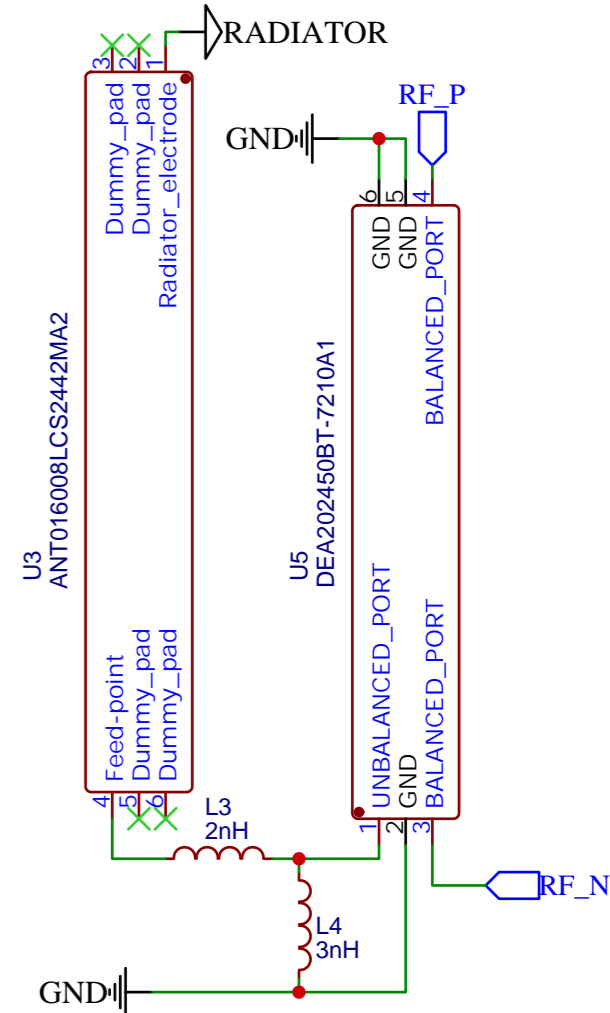 RADIATOR
3
2
1
Dummy_pad
Dummy_pad
Radiator_electrode
U3
ANT016008LCS2442MA2
Feed-point
Dummy_pad
Dummy_pad
4
5
6
RF_P
GND
6
5
4
GND
GND
BALANCED_PORT
U5
DEA202450BT-7210A1
UNBALANCED_PORT
GND
BALANCED_PORT
1
2
3
L3
2nH
RF_N
L4
3nH
GND